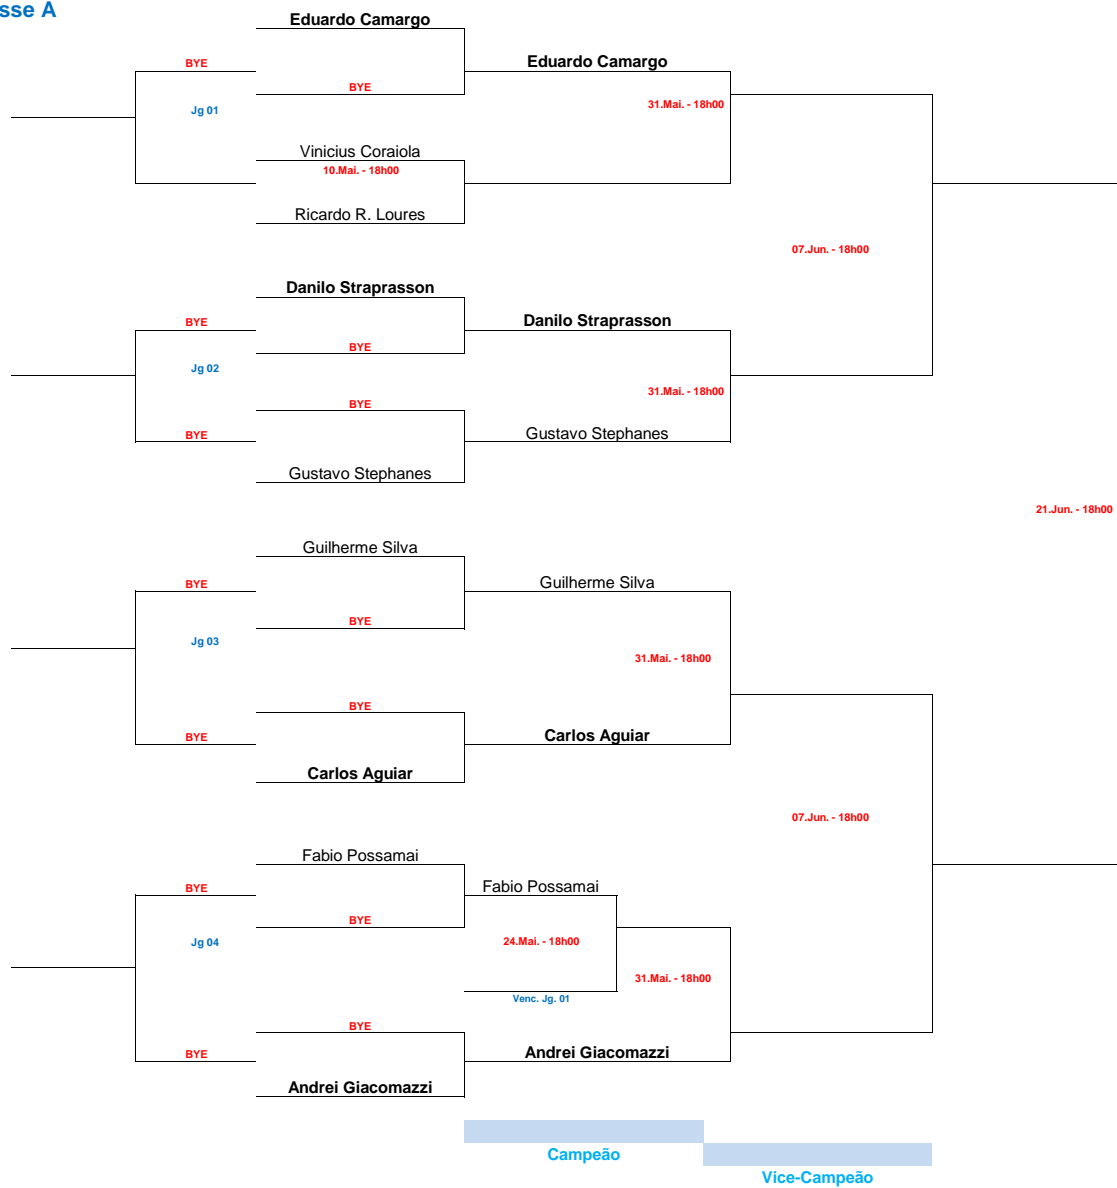 sse A
Eduardo Camargo
BYE
Eduardo Camargo
BYE
31.Mai. - 18h00
Jg 01
Vinicius Coraiola
10.Mai. - 18h00
Ricardo R. Loures
07.Jun. - 18h00
Danilo Straprasson
BYE
Danilo Straprasson
BYE
Jg 02
31.Mai. - 18h00
BYE
BYE
Gustavo Stephanes
Gustavo Stephanes
21.Jun. - 18h00
Guilherme Silva
BYE
Guilherme Silva
BYE
Jg 03
31.Mai. - 18h00
BYE
BYE
Carlos Aguiar
Carlos Aguiar
07.Jun. - 18h00
Fabio Possamai
BYE
Fabio Possamai
BYE
Jg 04
24.Mai. - 18h00
31.Mai. - 18h00
Venc. Jg. 01
BYE
BYE
Andrei Giacomazzi
Andrei Giacomazzi
Campeão
Vice-Campeão